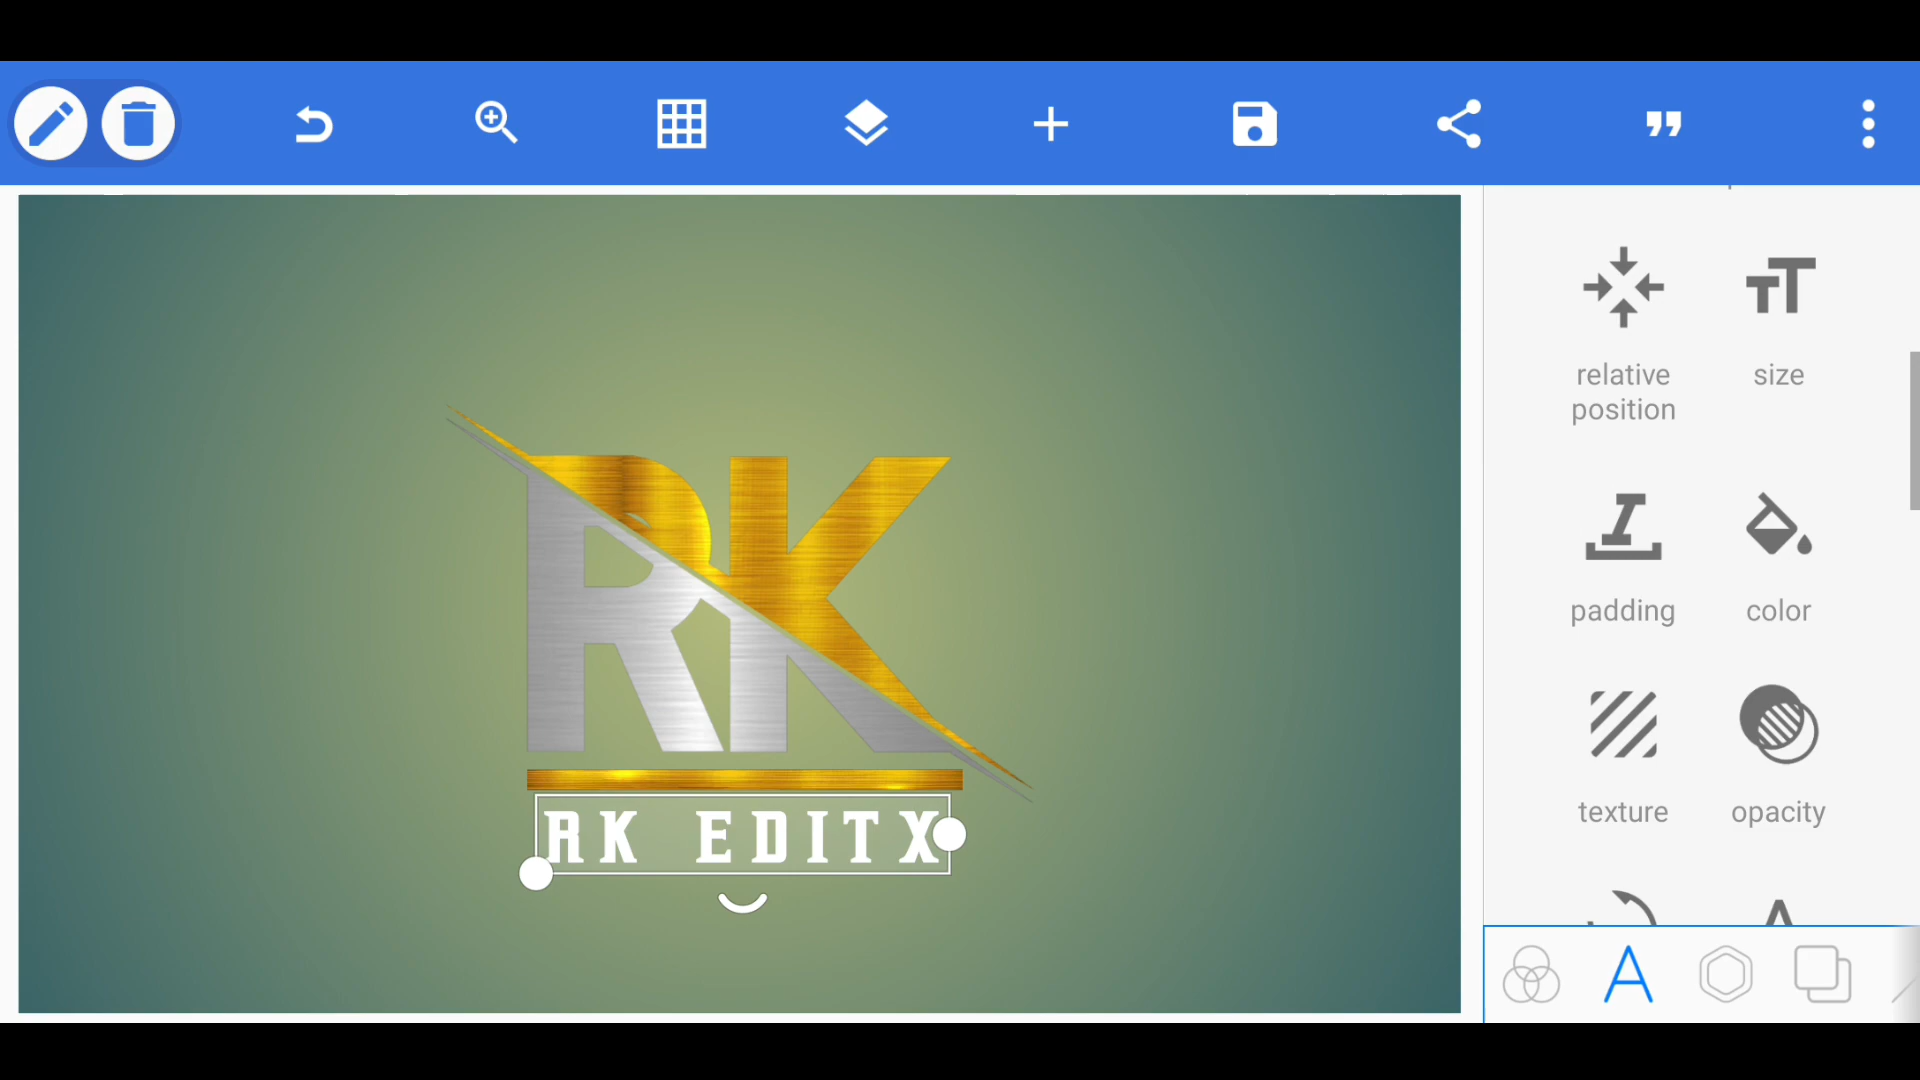 relative
position
size
padding
color
texture
opacity
RK
RK EDITX